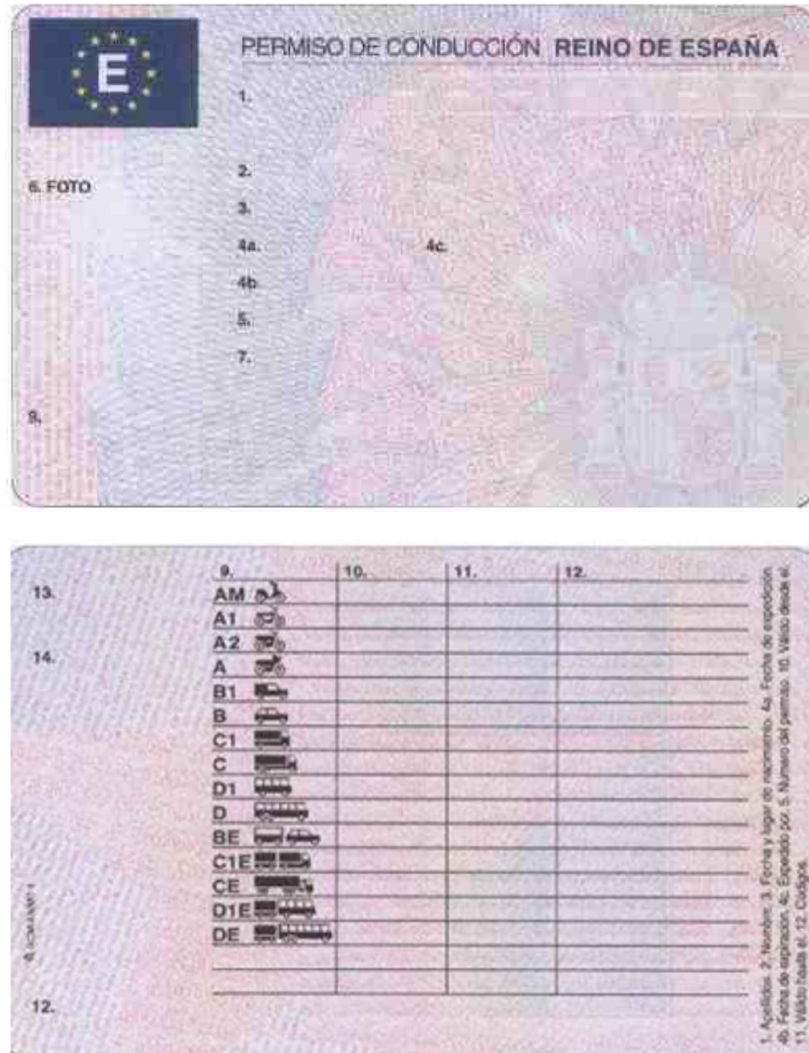 E
PERMISO DE CONDUCCIÓN REINO DE ESPAÑA
1.
2.
6. FOTO
3.
4a. 4c.
4b
5.
7.
9.
9. 10. 11. 12.
13.
AM
A1
A2
14.
A
B1
B
C1
C
D1
D
BE
C1E
CE
D1E
DE
12.
1. Apellidos. 2. Nombre. 3. Fecha y lugar de nacimiento. 4a. Fecha de expedición.
4b. Fecha de expiración. 4c. Expedido por. 5. Número del permiso. 10. Válido desde el.
11. Válido hasta el. 12. Códigos.